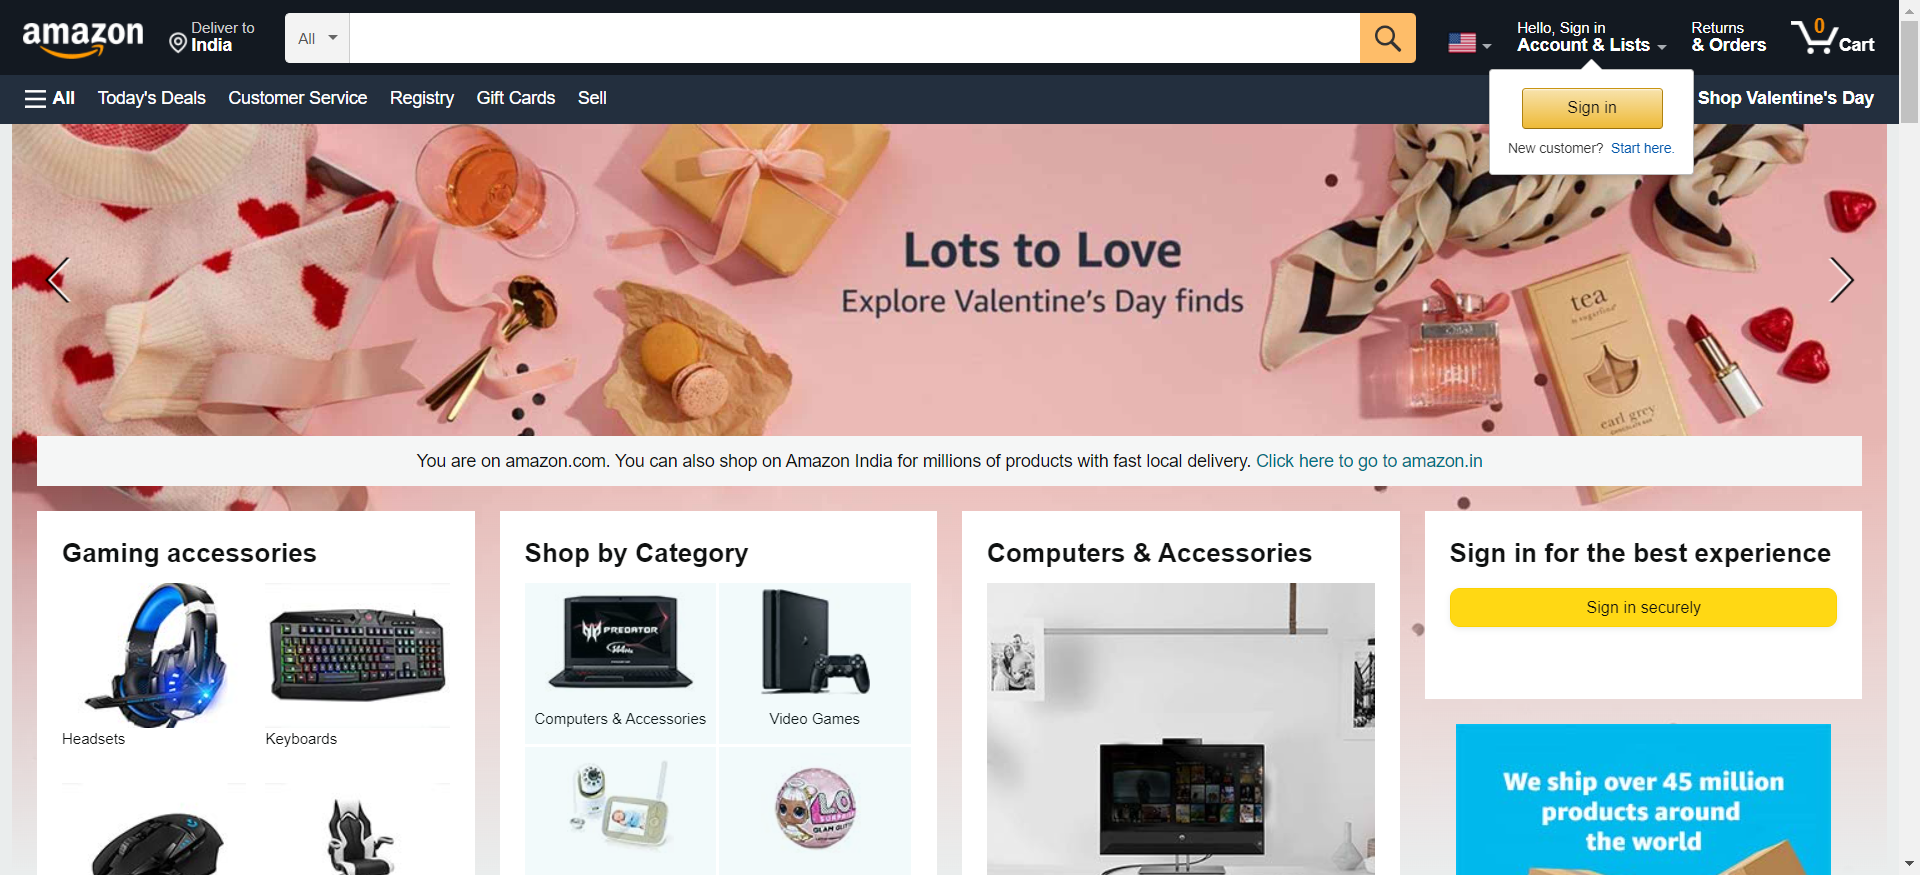 amazon
Deliver to
India
All
Hello, Sign in
Account & Lists
Returns
& Orders
0
Cart
All
Today's Deals
Customer Service
Registry
Gift Cards
Sell
Shop Valentine's Day
Sign in
New customer? Start here.
Lots to Love
Explore Valentine's Day finds
tea
earl grey
You are on amazon.com. You can also shop on Amazon India for millions of products with fast local delivery. Click here to go to amazon.in
Gaming accessories
Headsets
Keyboards
Shop by Category
PREDATOR
144Hz
Computers & Accessories
Video Games
L.O.L.
SURPRISE
GLAM GLITTER
Computers & Accessories
Sign in for the best experience
Sign in securely
We ship over 45 million
products around
the world